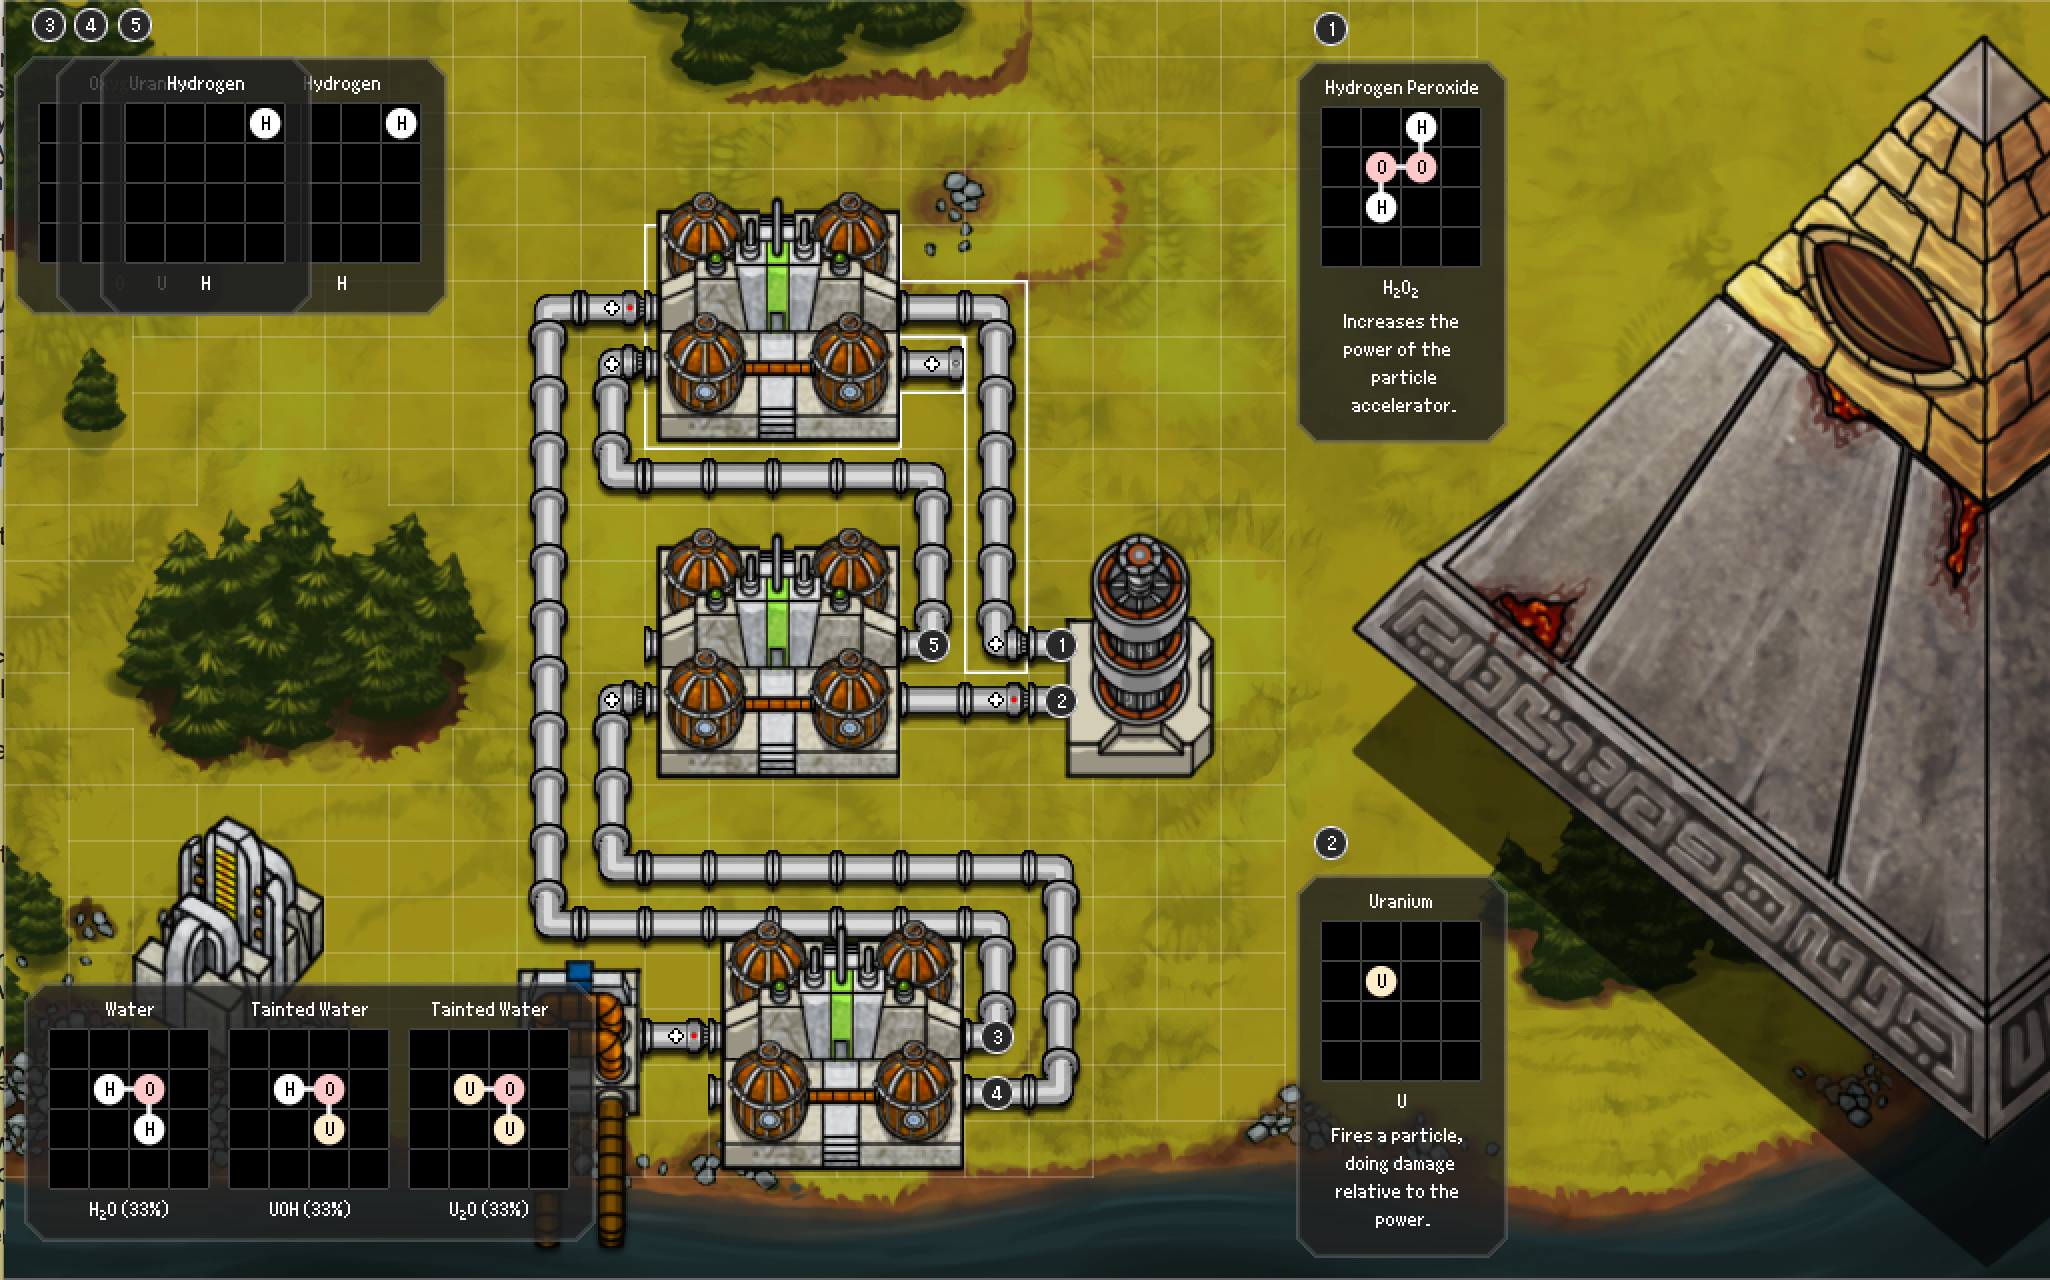 3 4 5
Uran Hydrogen Hydrogen
H H
O U H H
1
Hydrogen Peroxide
H
O O
H
H₂O₂
Increases the
power of the
particle
accelerator.
5
1
2
2
Uranium
U
U
Fires a particle,
doing damage
relative to the
power.
3
4
Water Tainted Water Tainted Water
H O H O U O
H U U
H₂O (33%) UOH (33%) U₂O (33%)